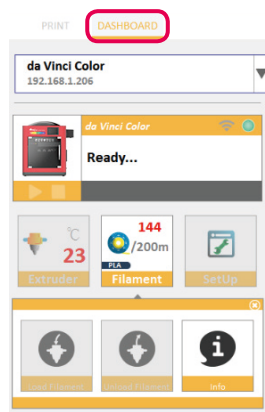 PRINT DASHBOARD
da Vinci Color
192.168.1.206
da Vinci Color
Ready...
℃
23
Extruder
144
/200m
PLA
Filament
SetUp
Load Filament
Unload Filament
Info